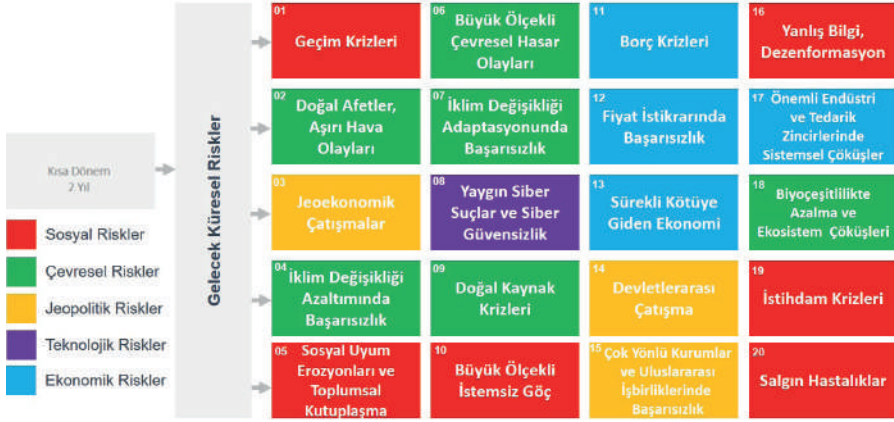 Kısa Dönem
2 Yıl
Sosyal Riskler
Çevresel Riskler
Jeopolitik Riskler
Teknolojik Riskler
Ekonomik Riskler
Gelecek Küresel Riskler
01
Geçim Krizleri
02
Doğal Afetler,
Aşırı Hava
Olayları
03
Jeoekonomik
Çatışmalar
04
İklim Değişikliği
Azaltımında
Başarısızlık
05
Sosyal Uyum
Erozyonları ve
Toplumsal
Kutuplaşma
06
Büyük Ölçekli
Çevresel Hasar
Olayları
07
İklim Değişikliği
Adaptasyonunda
Başarısızlık
08
Yaygın Siber
Suçlar ve Siber
Güvensizlik
09
Doğal Kaynak
Krizleri
10
Büyük Ölçekli
İstemsiz Göç
11
Borç Krizleri
12
Fiyat İstikrarında
Başarısızlık
13
Sürekli Kötüye
Giden Ekonomi
14
Devletlerarası
Çatışma
15
Çok Yönlü Kurumlar
ve Uluslararası
İşbirliklerinde
Başarısızlık
16
Yanlış Bilgi,
Dezenformasyon
17
Önemli Endüstri
ve Tedarik
Zincirlerinde
Sistemsel Çöküşler
18
Biyoçeşitlilikte
Azalma ve
Ekosistem Çöküşleri
19
İstihdam Krizleri
20
Salgın Hastalıklar